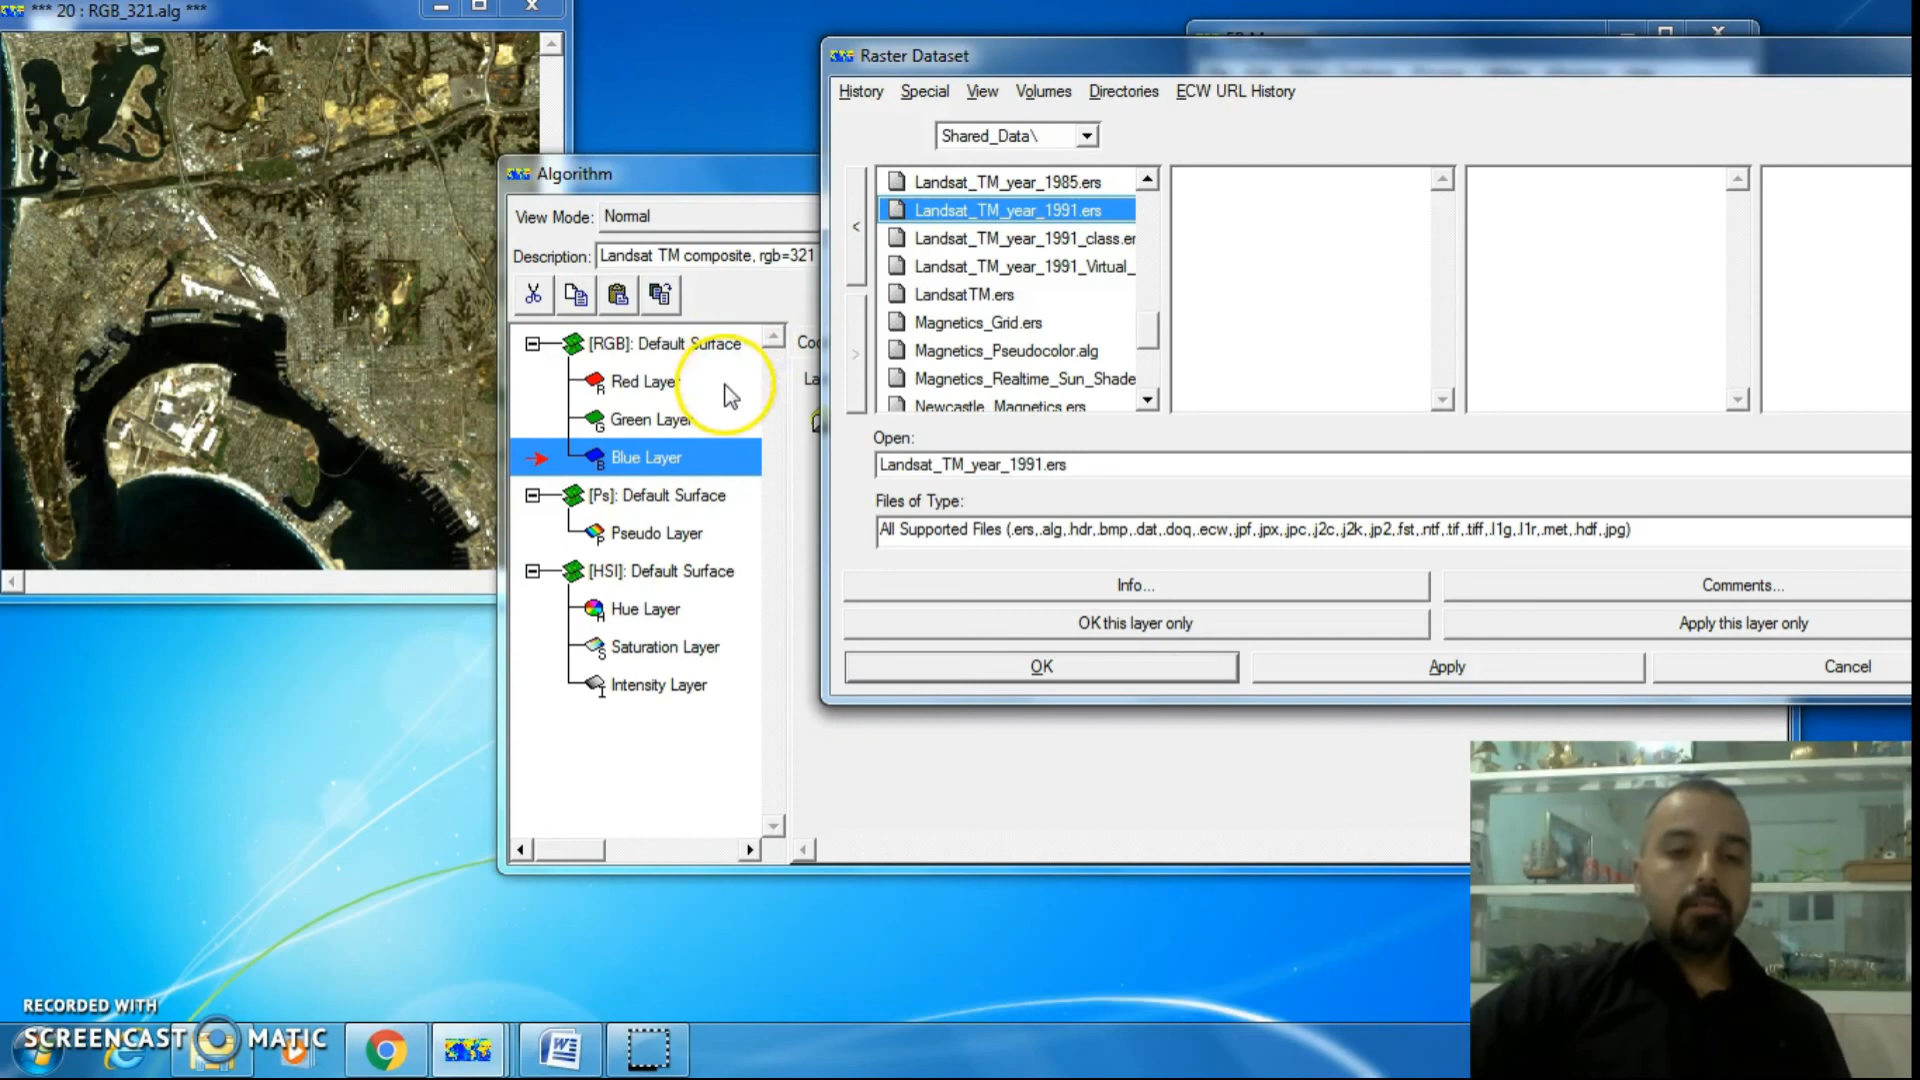 *** 20 : RGB_321.alg ***
Raster Dataset
History Special View Volumes Directories ECW URL History
Shared_Data\
Landsat_TM_year_1985.ers
Landsat_TM_year_1991.ers
Landsat_TM_year_1991_class.er
Landsat_TM_year_1991_Virtual_
LandsatTM.ers
Magnetics_Grid.ers
Magnetics_Pseudocolor.alg
Magnetics_Realtime_Sun_Shade
Newcastle_Magnetics.ers
Open:
Landsat_TM_year_1991.ers
Files of Type:
All Supported Files (.ers,.alg,.hdr,.bmp,.dat,.doq,.ecw,.jpf,.jpx,.jpc,.j2c,.j2k,.jp2,.fst,.ntf,.tif,.tiff,.l1g,.l1r,.met,.hdf,.jpg)
Info... Comments...
OK this layer only Apply this layer only
OK Apply Cancel
Algorithm
View Mode: Normal
Description: Landsat TM composite, rgb=321
[RGB]: Default Surface
Red Layer
Green Layer
Blue Layer
[Ps]: Default Surface
Pseudo Layer
[HSI]: Default Surface
Hue Layer
Saturation Layer
Intensity Layer
RECORDED WITH
SCREENCAST MATIC